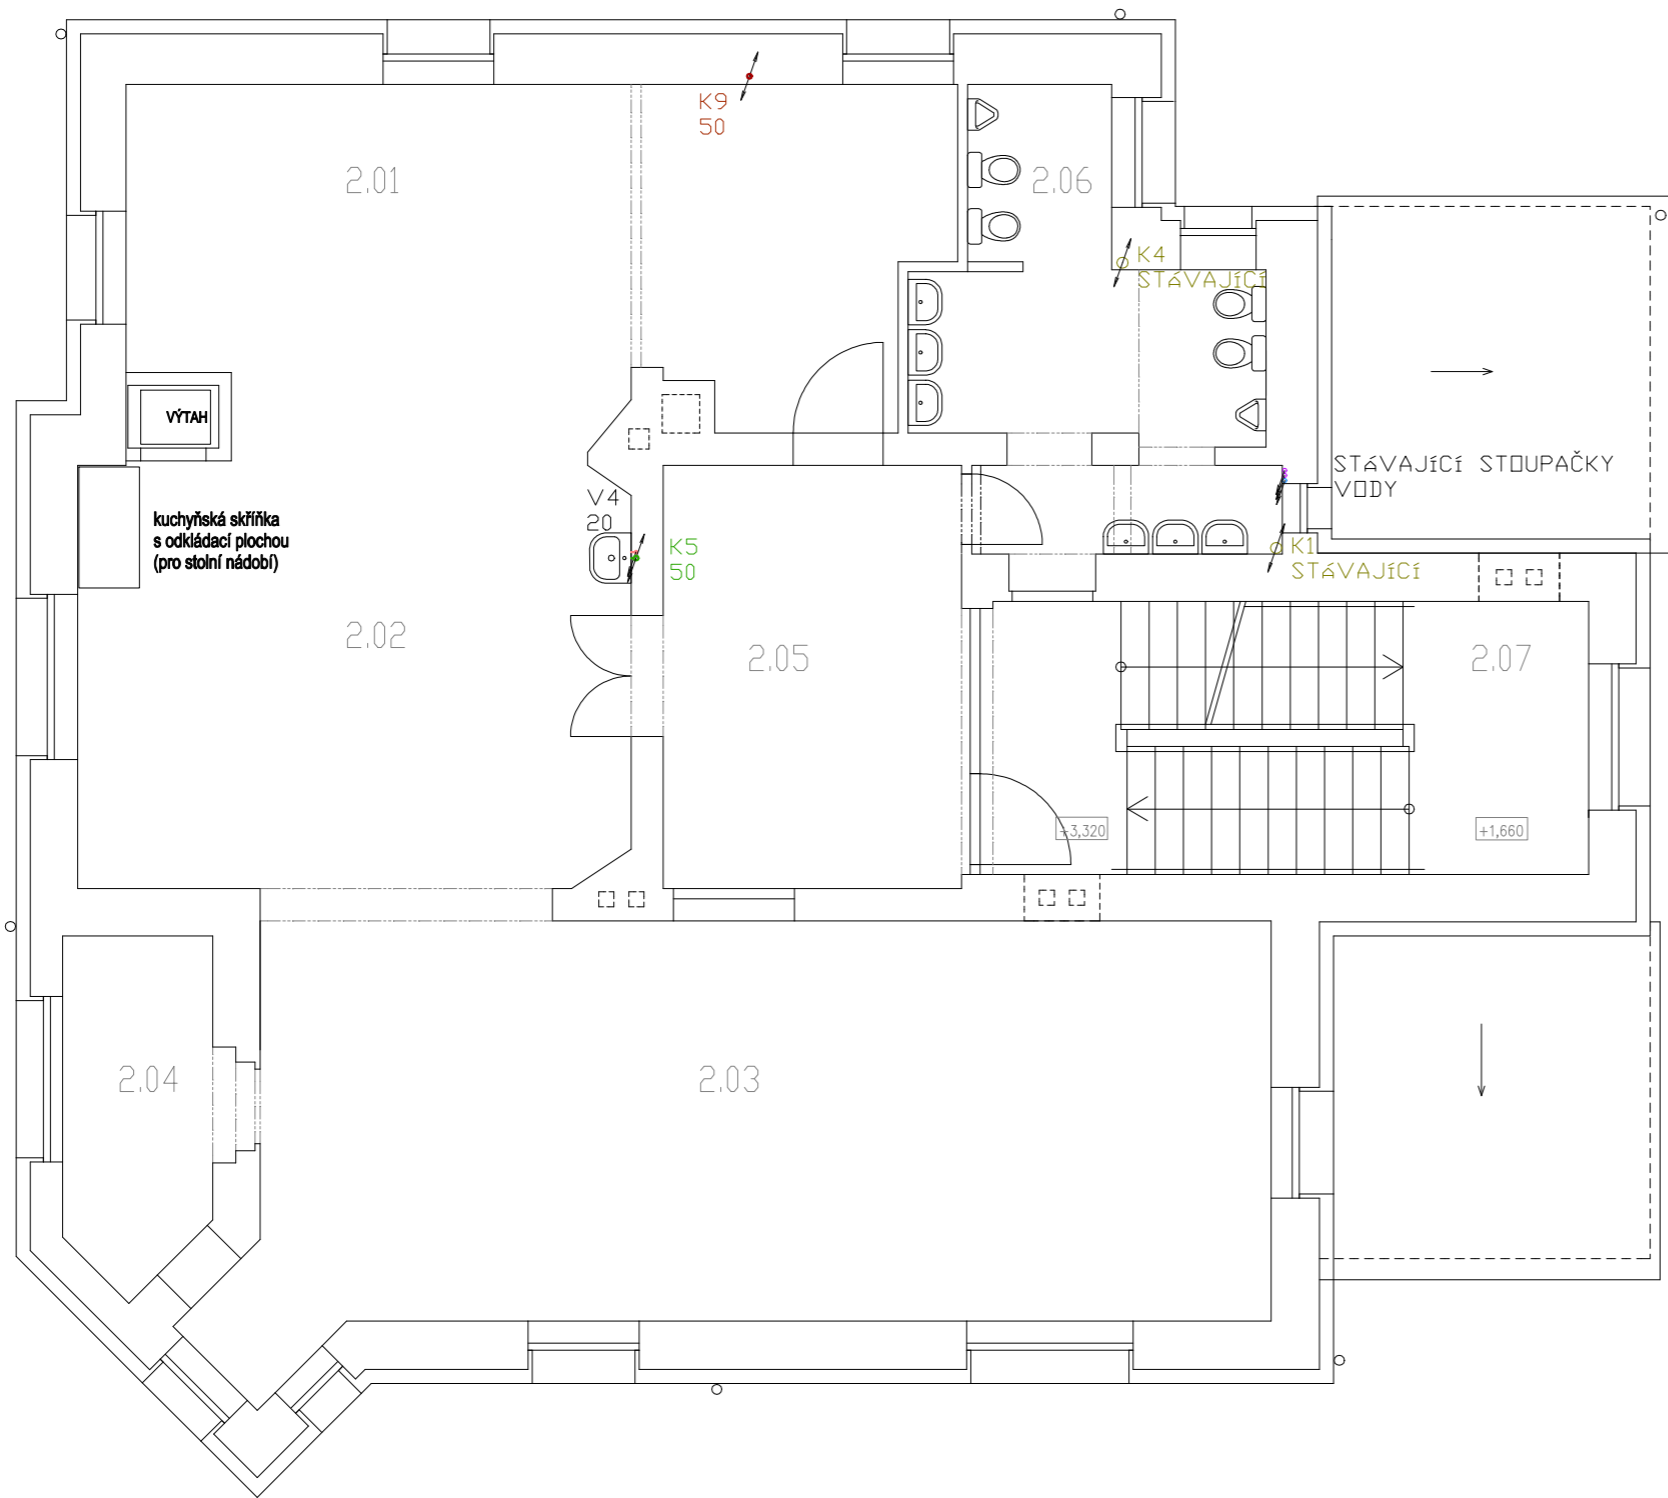 K9
50
2.01
2.06
K4
STÁVAJÍCÍ
VÝTAH
STÁVAJÍCÍ STOUPAČKY
VODY
kuchyňská skříňka
s odkládací plochou
(pro stolní nádobí)
V4
20
K5
50
K1
STÁVAJÍCÍ
2.02
2.05
2.07
+3,320
+1,660
2.04
2.03